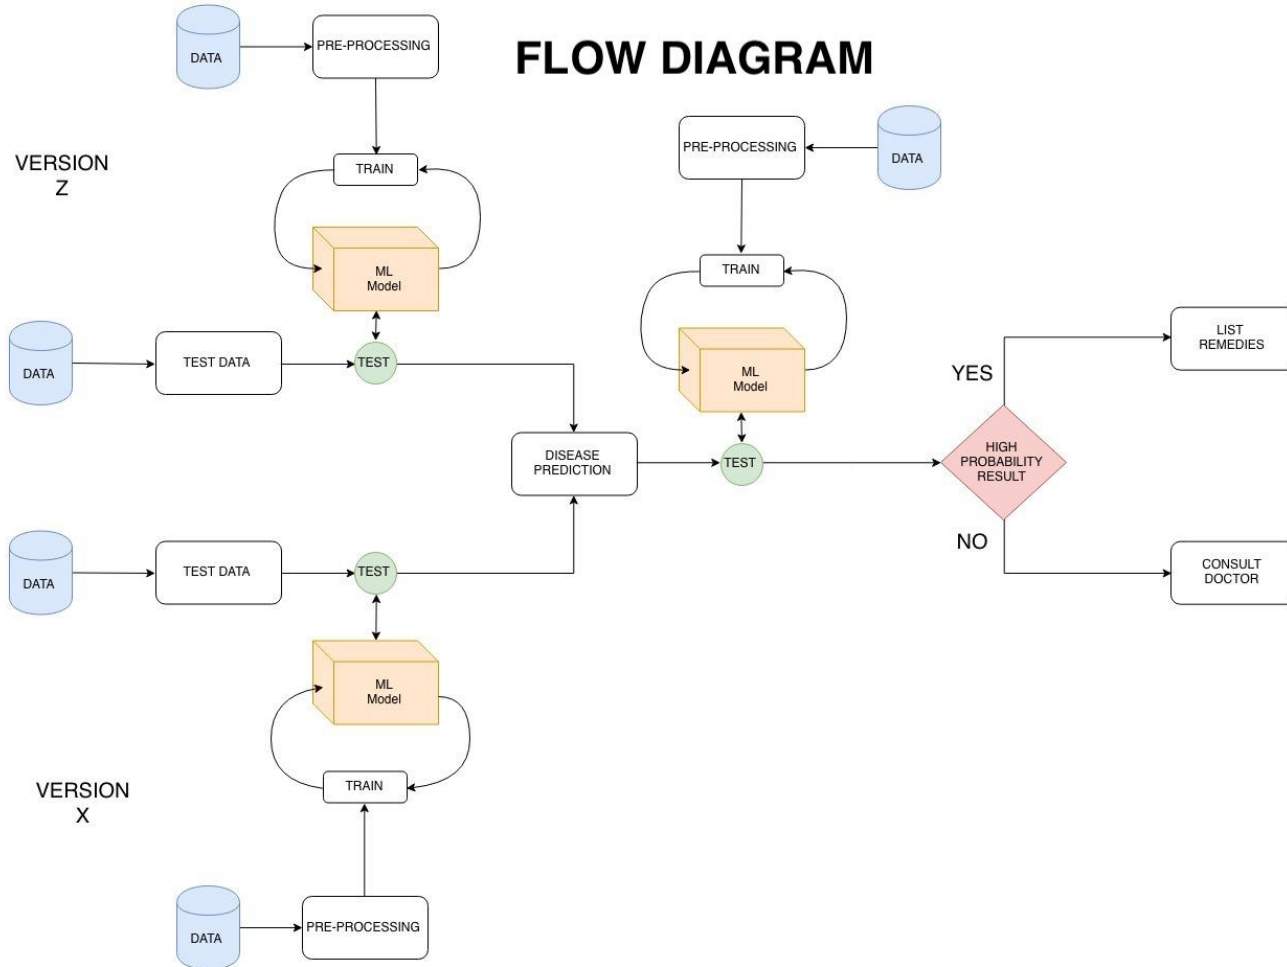 FLOW DIAGRAM
DATA
PRE-PROCESSING
VERSION
Z
TRAIN
ML
Model
DATA
TEST DATA
TEST
PRE-PROCESSING
DATA
TRAIN
ML
Model
DISEASE
PREDICTION
TEST
HIGH
PROBABILITY
RESULT
YES
LIST
REMEDIES
NO
CONSULT
DOCTOR
DATA
TEST DATA
TEST
ML
Model
VERSION
X
TRAIN
DATA
PRE-PROCESSING